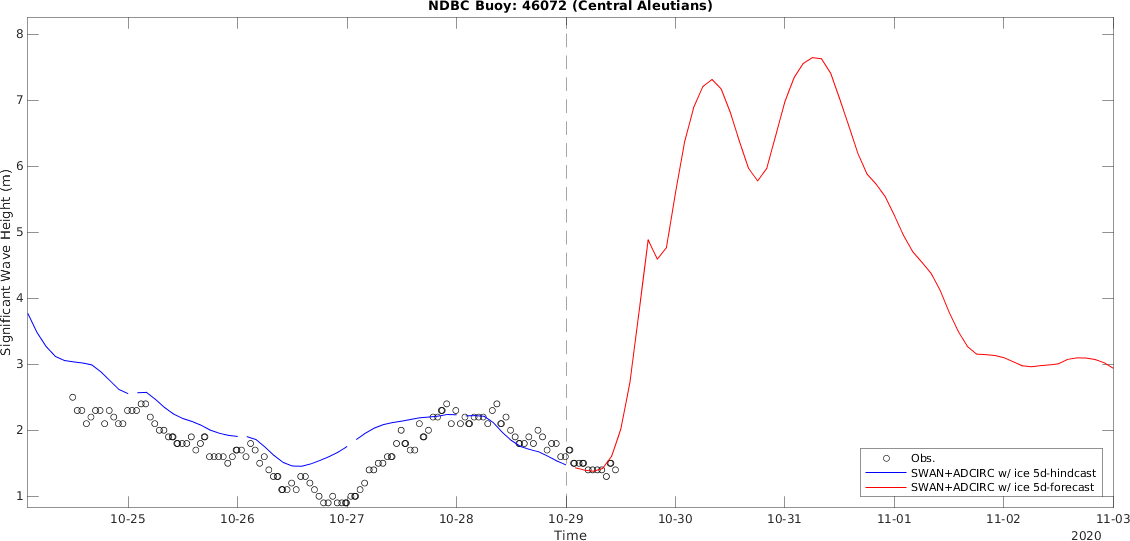 NDBC Buoy: 46072 (Central Aleutians)
8
7
6
5
4
3
2
1
Significant Wave Height (m)
Obs.
SWAN+ADCIRC w/ ice 5d-hindcast
SWAN+ADCIRC w/ ice 5d-forecast
10-25 10-26 10-27 10-28 10-29 10-30 10-31 11-01 11-02 11-03
Time 2020